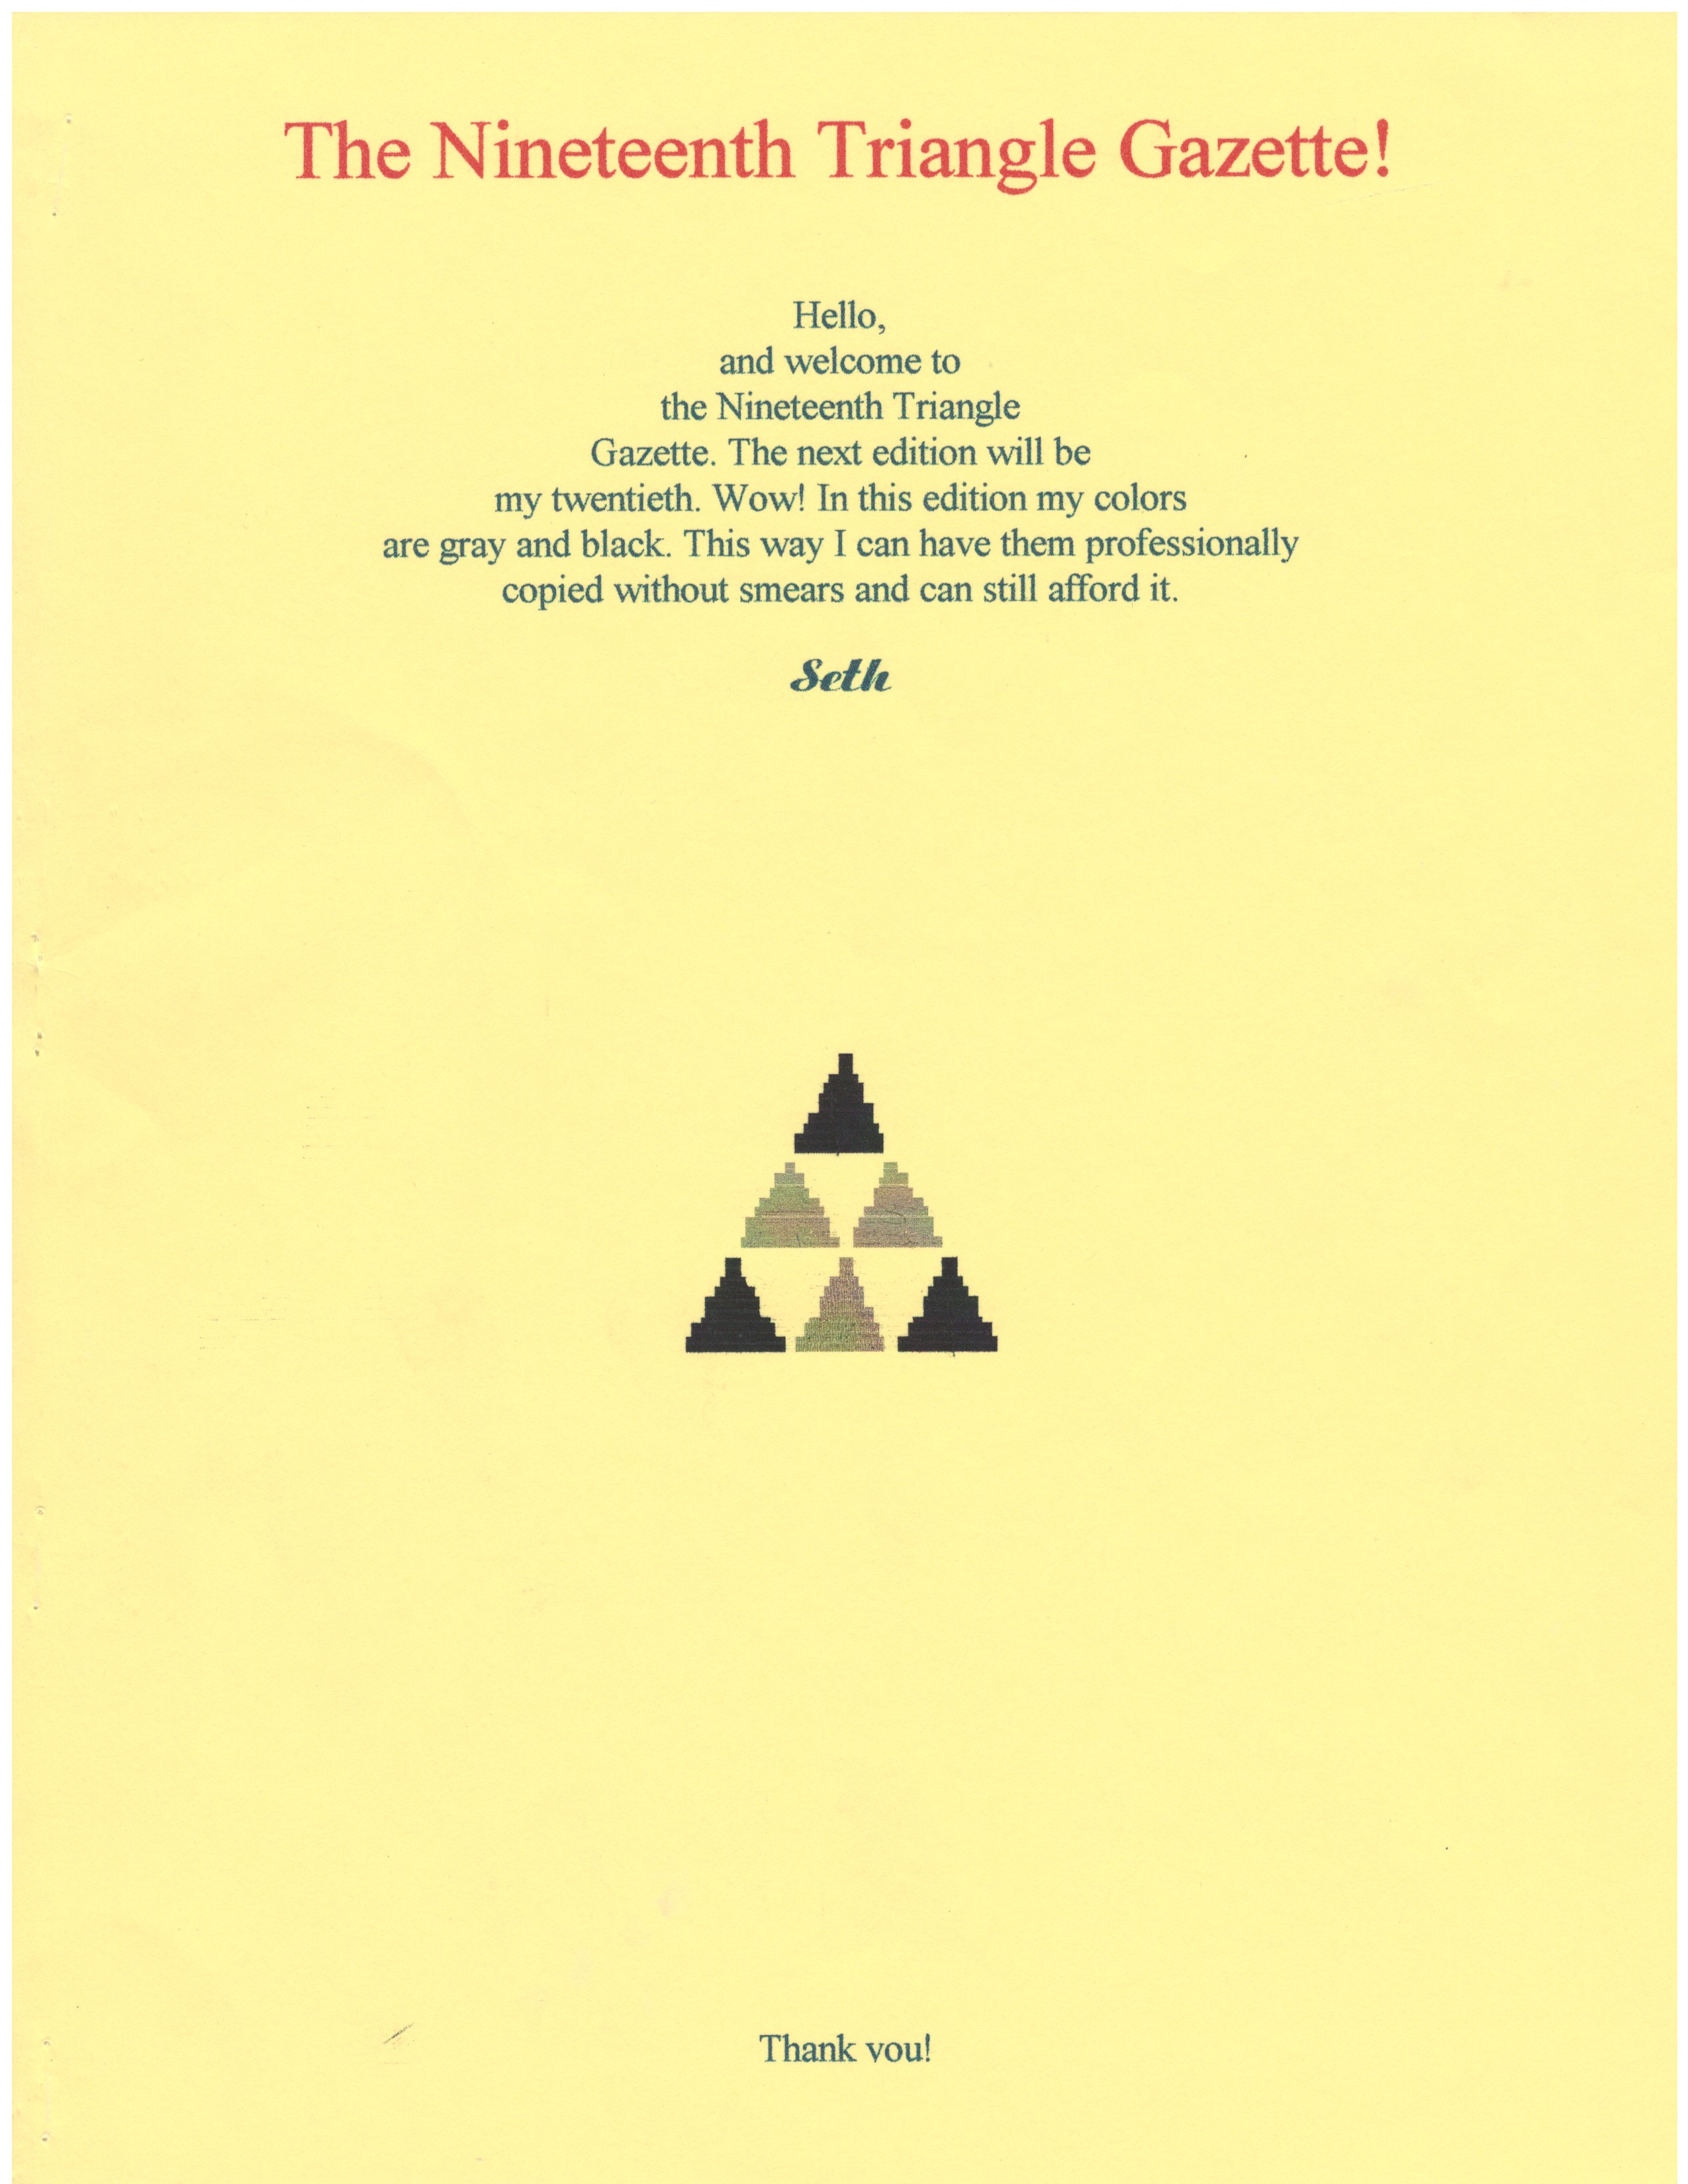 The Nineteenth Triangle Gazette!
Hello,
and welcome to
the Nineteenth Triangle
Gazette. The next edition will be
my twentieth. Wow! In this edition my colors
are gray and black. This way I can have them professionally
copied without smears and can still afford it.
Seth
Thank you!